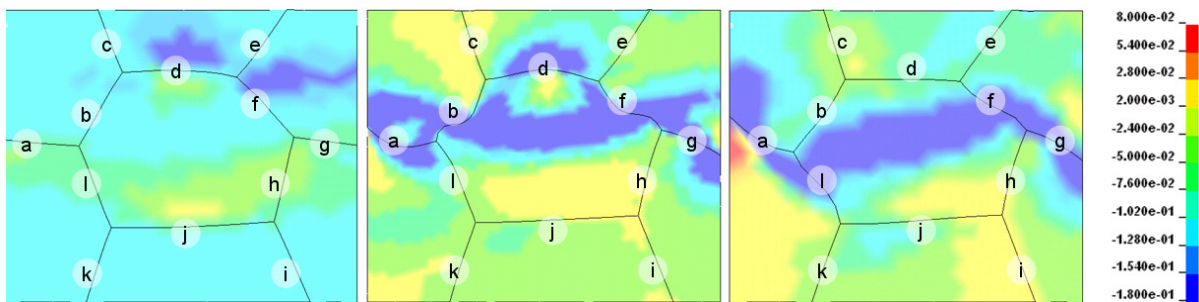 c d e
b f
a g
l h
j
k i
c d e
b f
a g
l h
j
k i
c d e
b f
a g
l h
j
k i
8.000e-02
5.400e-02
2.800e-02
2.000e-03
-2.400e-02
-5.000e-02
-7.600e-02
-1.020e-01
-1.280e-01
-1.540e-01
-1.800e-01